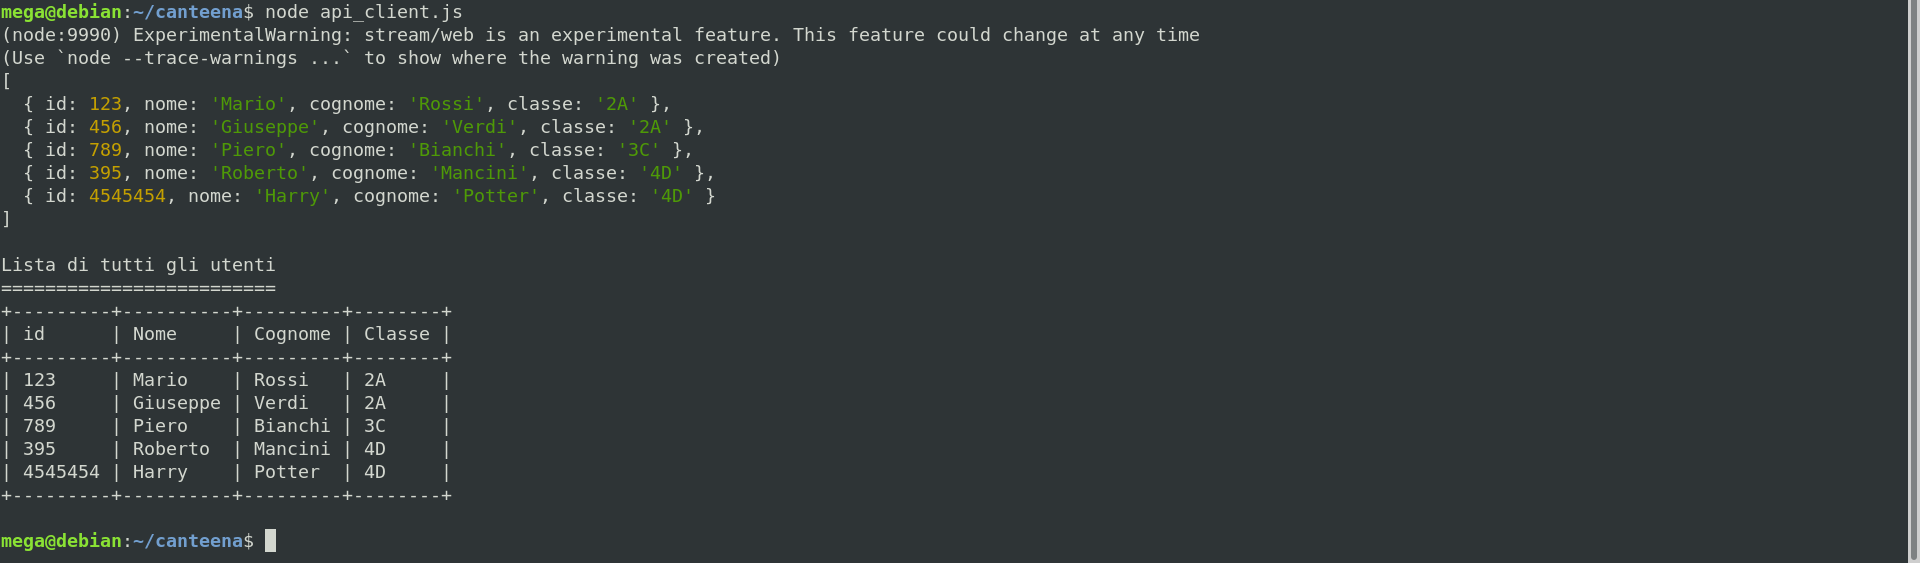 mega@debian:~/canteena$ node api_client.js
(node:9990) ExperimentalWarning: stream/web is an experimental feature. This feature could change at any time
(Use `node --trace-warnings ...` to show where the warning was created)
[
  { id: 123, nome: 'Mario', cognome: 'Rossi', classe: '2A' },
  { id: 456, nome: 'Giuseppe', cognome: 'Verdi', classe: '2A' },
  { id: 789, nome: 'Piero', cognome: 'Bianchi', classe: '3C' },
  { id: 395, nome: 'Roberto', cognome: 'Mancini', classe: '4D' },
  { id: 4545454, nome: 'Harry', cognome: 'Potter', classe: '4D' }
]

Lista di tutti gli utenti
=========================
+---------+----------+---------+--------+
| id      | Nome     | Cognome | Classe |
+---------+----------+---------+--------+
| 123     | Mario    | Rossi   | 2A     |
| 456     | Giuseppe | Verdi   | 2A     |
| 789     | Piero    | Bianchi | 3C     |
| 395     | Roberto  | Mancini | 4D     |
| 4545454 | Harry    | Potter  | 4D     |
+---------+----------+---------+--------+

mega@debian:~/canteena$